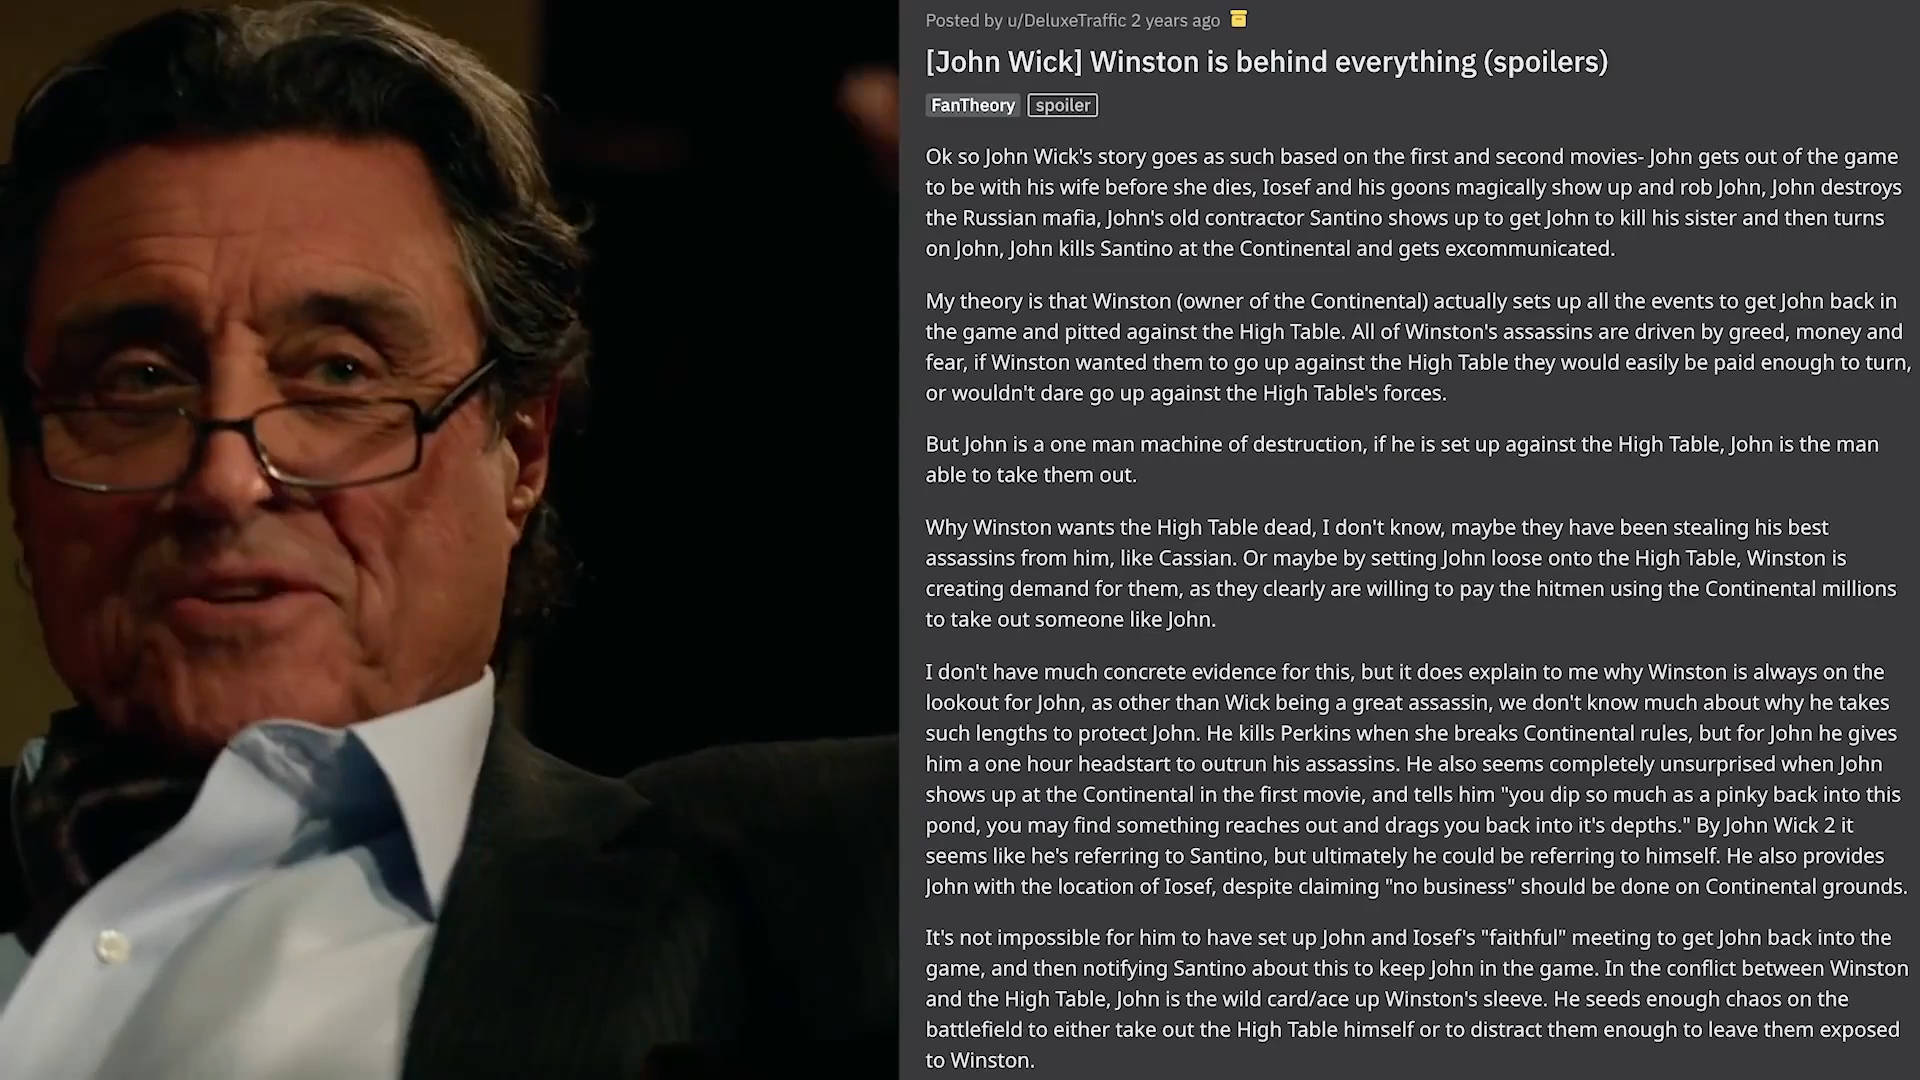 Posted by u/DeluxeTraffic 2 years ago
[John Wick] Winston is behind everything (spoilers)
FanTheory spoiler
Ok so John Wick's story goes as such based on the first and second movies- John gets out of the game
to be with his wife before she dies, Iosef and his goons magically show up and rob John, John destroys
the Russian mafia, John's old contractor Santino shows up to get John to kill his sister and then turns
on John, John kills Santino at the Continental and gets excommunicated.
My theory is that Winston (owner of the Continental) actually sets up all the events to get John back in
the game and pitted against the High Table. All of Winston's assassins are driven by greed, money and
fear, if Winston wanted them to go up against the High Table they would easily be paid enough to turn,
or wouldn't dare go up against the High Table's forces.
But John is a one man machine of destruction, if he is set up against the High Table, John is the man
able to take them out.
Why Winston wants the High Table dead, I don't know, maybe they have been stealing his best
assassins from him, like Cassian. Or maybe by setting John loose onto the High Table, Winston is
creating demand for them, as they clearly are willing to pay the hitmen using the Continental millions
to take out someone like John.
I don't have much concrete evidence for this, but it does explain to me why Winston is always on the
lookout for John, as other than Wick being a great assassin, we don't know much about why he takes
such lengths to protect John. He kills Perkins when she breaks Continental rules, but for John he gives
him a one hour headstart to outrun his assassins. He also seems completely unsurprised when John
shows up at the Continental in the first movie, and tells him "you dip so much as a pinky back into this
pond, you may find something reaches out and drags you back into it's depths." By John Wick 2 it
seems like he's referring to Santino, but ultimately he could be referring to himself. He also provides
John with the location of Iosef, despite claiming "no business" should be done on Continental grounds.
It's not impossible for him to have set up John and Iosef's "faithful" meeting to get John back into the
game, and then notifying Santino about this to keep John in the game. In the conflict between Winston
and the High Table, John is the wild card/ace up Winston's sleeve. He seeds enough chaos on the
battlefield to either take out the High Table himself or to distract them enough to leave them exposed
to Winston.